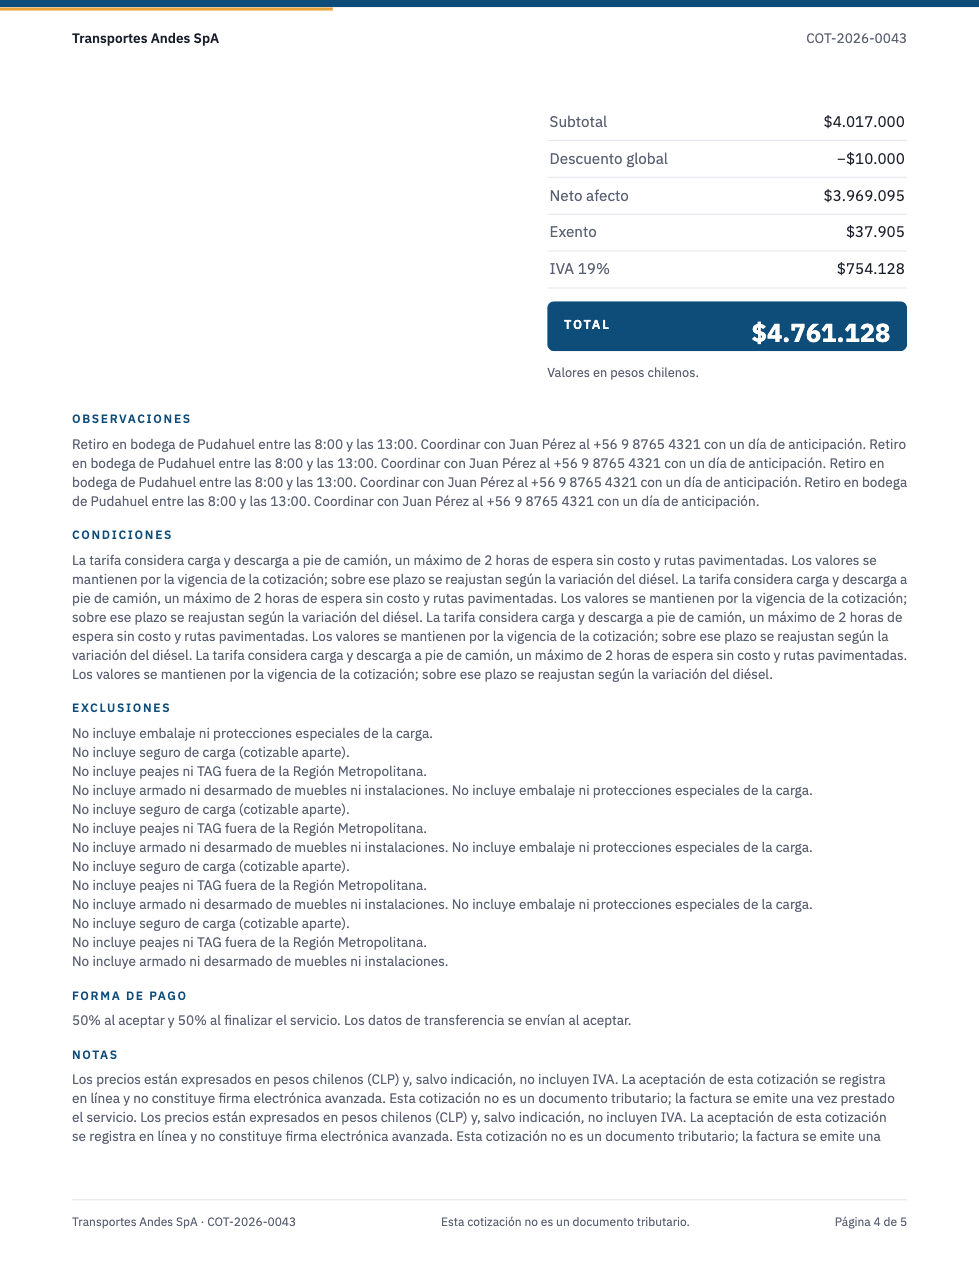 Transportes Andes SpA
COT-2026-0043
Subtotal $4.017.000
Descuento global −$10.000
Neto afecto $3.969.095
Exento $37.905
IVA 19% $754.128
TOTAL $4.761.128
Valores en pesos chilenos.
OBSERVACIONES
Retiro en bodega de Pudahuel entre las 8:00 y las 13:00. Coordinar con Juan Pérez al +56 9 8765 4321 con un día de anticipación. Retiro
en bodega de Pudahuel entre las 8:00 y las 13:00. Coordinar con Juan Pérez al +56 9 8765 4321 con un día de anticipación. Retiro en
bodega de Pudahuel entre las 8:00 y las 13:00. Coordinar con Juan Pérez al +56 9 8765 4321 con un día de anticipación. Retiro en bodega
de Pudahuel entre las 8:00 y las 13:00. Coordinar con Juan Pérez al +56 9 8765 4321 con un día de anticipación.
CONDICIONES
La tarifa considera carga y descarga a pie de camión, un máximo de 2 horas de espera sin costo y rutas pavimentadas. Los valores se
mantienen por la vigencia de la cotización; sobre ese plazo se reajustan según la variación del diésel. La tarifa considera carga y descarga a
pie de camión, un máximo de 2 horas de espera sin costo y rutas pavimentadas. Los valores se mantienen por la vigencia de la cotización;
sobre ese plazo se reajustan según la variación del diésel. La tarifa considera carga y descarga a pie de camión, un máximo de 2 horas de
espera sin costo y rutas pavimentadas. Los valores se mantienen por la vigencia de la cotización; sobre ese plazo se reajustan según la
variación del diésel. La tarifa considera carga y descarga a pie de camión, un máximo de 2 horas de espera sin costo y rutas pavimentadas.
Los valores se mantienen por la vigencia de la cotización; sobre ese plazo se reajustan según la variación del diésel.
EXCLUSIONES
No incluye embalaje ni protecciones especiales de la carga.
No incluye seguro de carga (cotizable aparte).
No incluye peajes ni TAG fuera de la Región Metropolitana.
No incluye armado ni desarmado de muebles ni instalaciones. No incluye embalaje ni protecciones especiales de la carga.
No incluye seguro de carga (cotizable aparte).
No incluye peajes ni TAG fuera de la Región Metropolitana.
No incluye armado ni desarmado de muebles ni instalaciones. No incluye embalaje ni protecciones especiales de la carga.
No incluye seguro de carga (cotizable aparte).
No incluye peajes ni TAG fuera de la Región Metropolitana.
No incluye armado ni desarmado de muebles ni instalaciones. No incluye embalaje ni protecciones especiales de la carga.
No incluye seguro de carga (cotizable aparte).
No incluye peajes ni TAG fuera de la Región Metropolitana.
No incluye armado ni desarmado de muebles ni instalaciones.
FORMA DE PAGO
50% al aceptar y 50% al finalizar el servicio. Los datos de transferencia se envían al aceptar.
NOTAS
Los precios están expresados en pesos chilenos (CLP) y, salvo indicación, no incluyen IVA. La aceptación de esta cotización se registra
en línea y no constituye firma electrónica avanzada. Esta cotización no es un documento tributario; la factura se emite una vez prestado
el servicio. Los precios están expresados en pesos chilenos (CLP) y, salvo indicación, no incluyen IVA. La aceptación de esta cotización
se registra en línea y no constituye firma electrónica avanzada. Esta cotización no es un documento tributario; la factura se emite una
Transportes Andes SpA · COT-2026-0043
Esta cotización no es un documento tributario.
Página 4 de 5